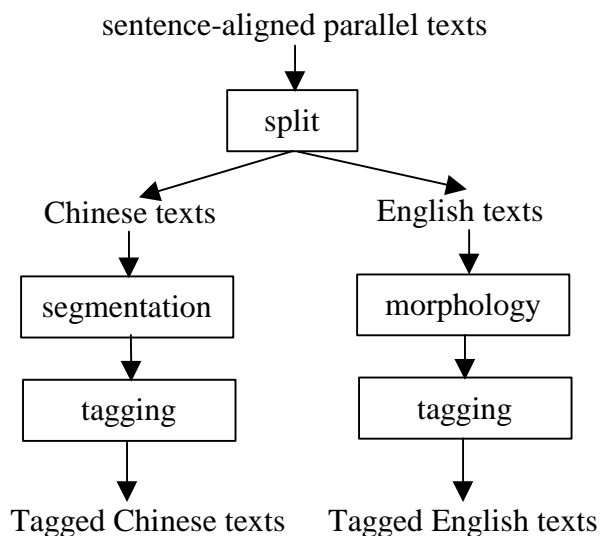 sentence-aligned parallel texts
split
Chinese texts
English texts
segmentation
morphology
tagging
tagging
Tagged Chinese texts
Tagged English texts